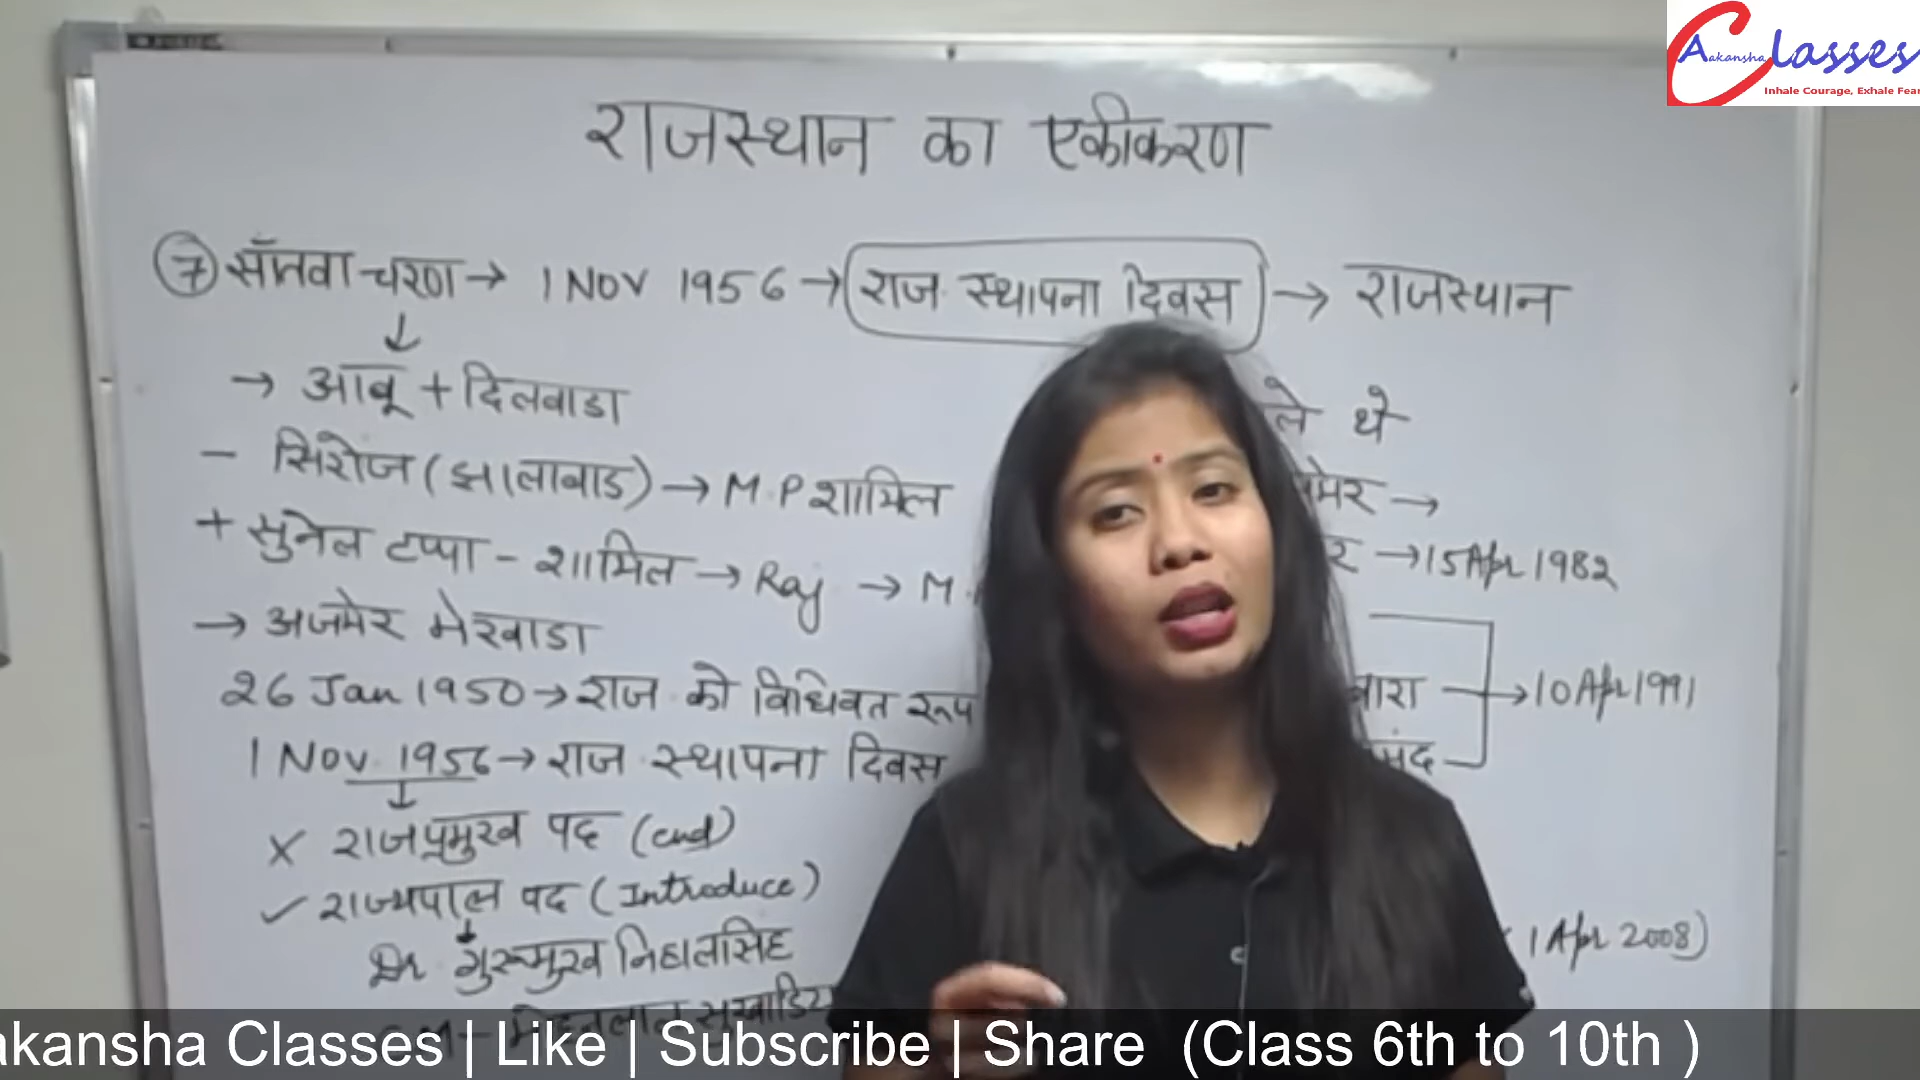 Aakansha Classes
Inhale Courage, Exhale Fear
राजस्थान का एकीकरण
7 साँतवा चरण → 1 NOV 1956 → राज स्थापना दिवस → राजस्थान
→ आबू + दिलवाडा
ले थे
- सिरोज (झालावाड) → M.P शामिल
मेर →
+ सुनेल टप्पा - शामिल → Raj → M.
र → 15 Apr 1982
→ अजमेर मेरवाडा
26 Jan 1950 → राज को विधिवत रूप
बारा → 10 Apr 1991
1 Nov 1956 → राज स्थापना दिवस
मंद
x राजप्रमुख पद (end)
✓ राज्यपाल पद (Introduce)
1 Apr 2008)
Dr गुरूमुख निहालसिंह
मोहनलाल सुखाडिय
akansha Classes | Like | Subscribe | Share (Class 6th to 10th )